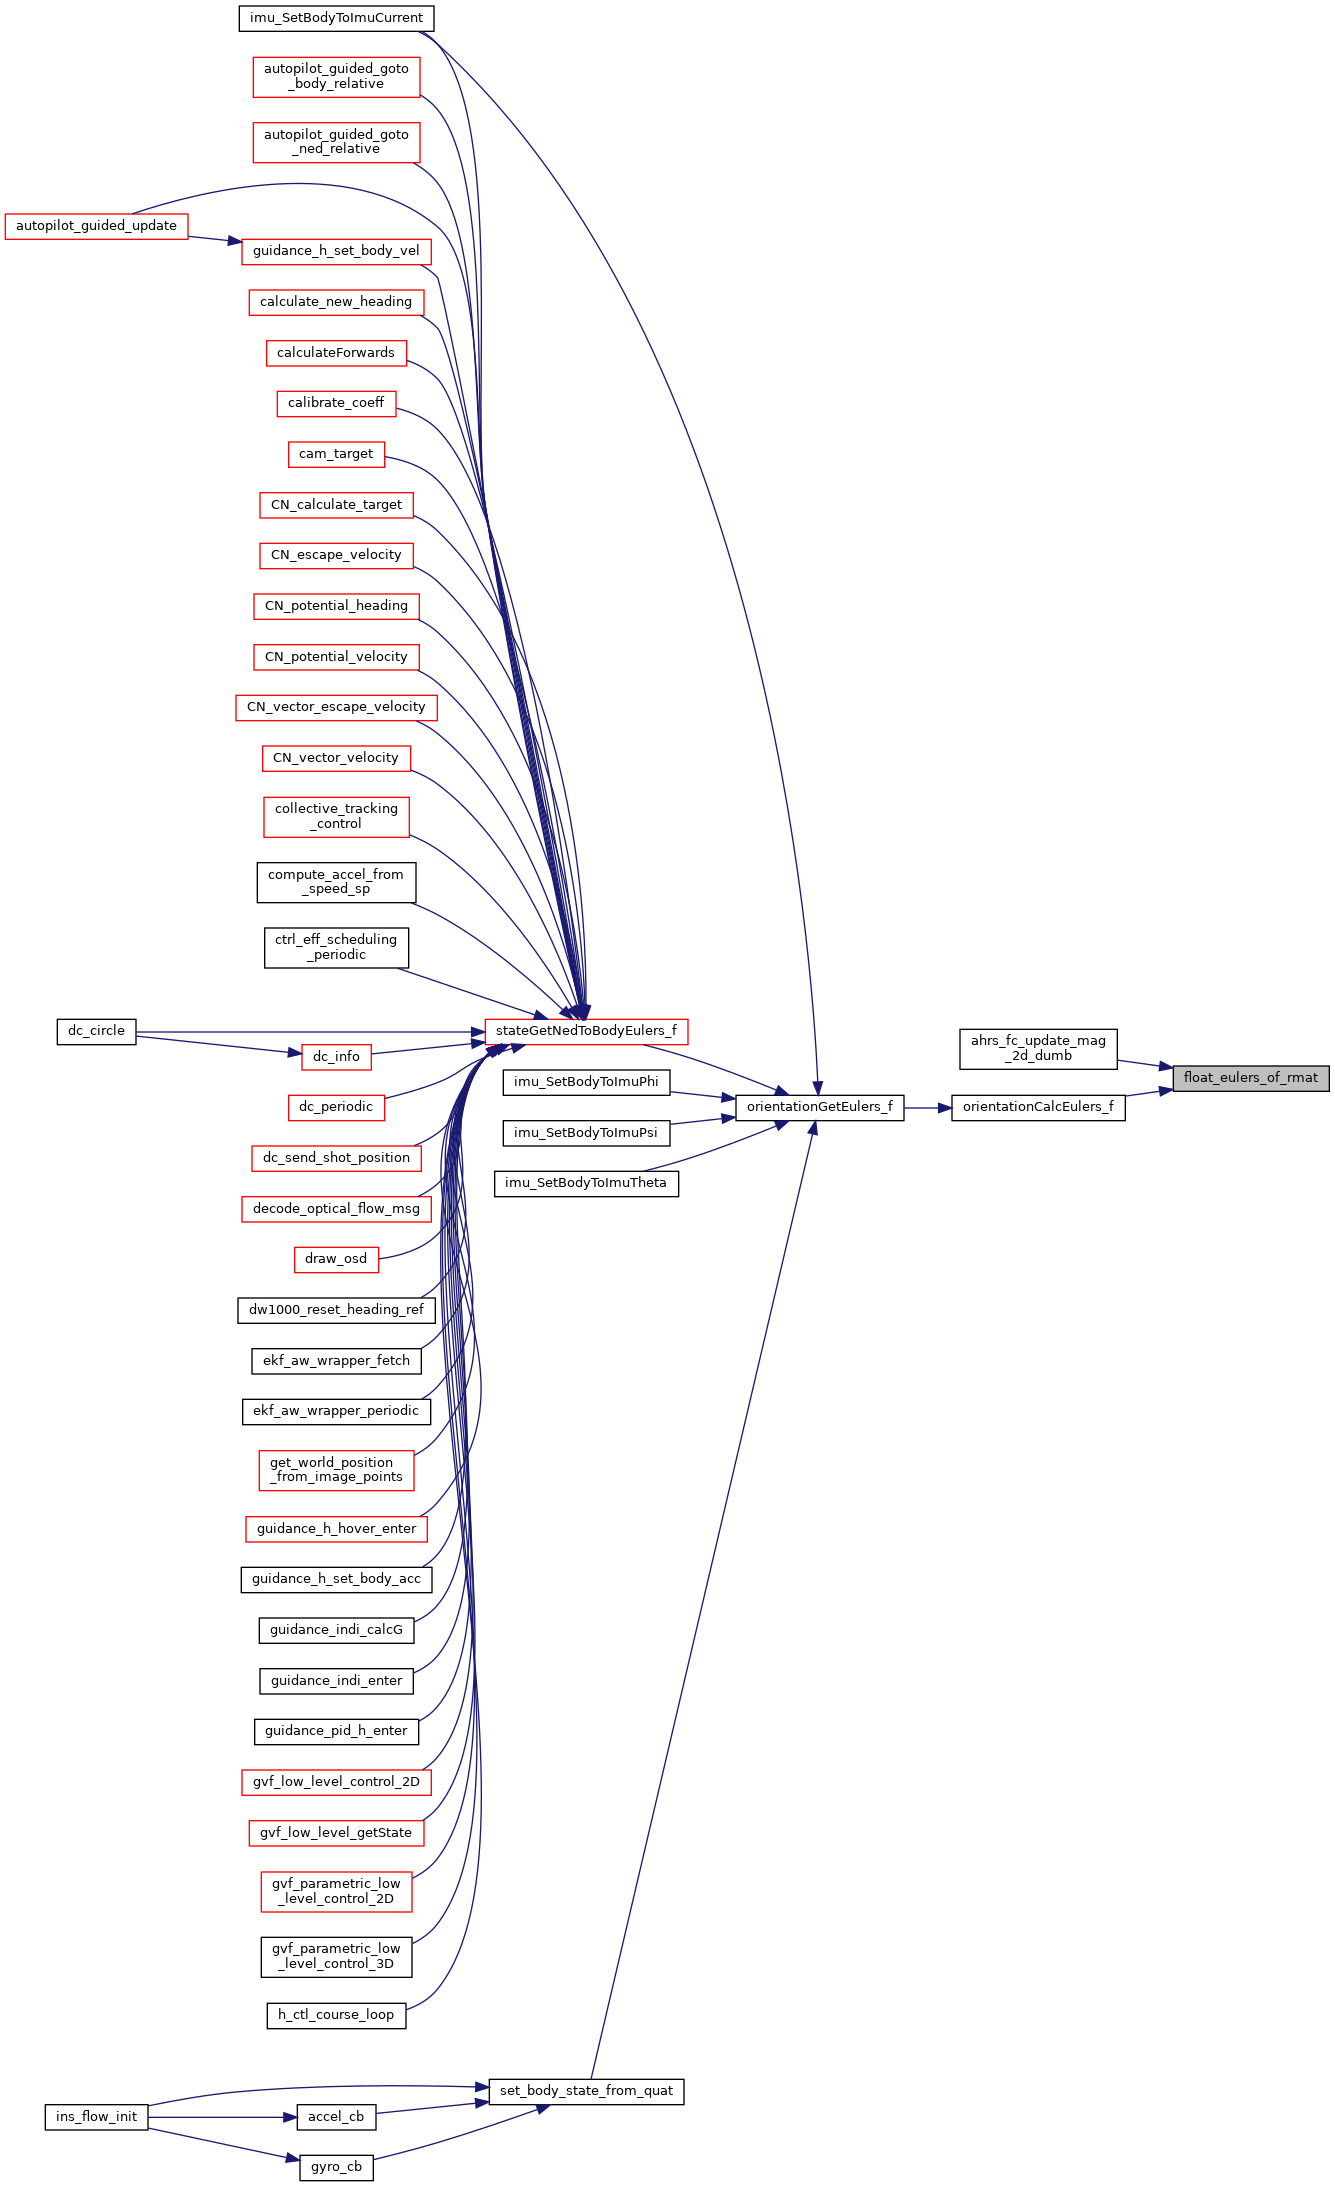 imu_SetBodyToImuCurrent
autopilot_guided_goto
_body_relative
autopilot_guided_goto
_ned_relative
autopilot_guided_update
guidance_h_set_body_vel
calculate_new_heading
calculateForwards
calibrate_coeff
cam_target
CN_calculate_target
CN_escape_velocity
CN_potential_heading
CN_potential_velocity
CN_vector_escape_velocity
CN_vector_velocity
collective_tracking
_control
compute_accel_from
_speed_sp
ctrl_eff_scheduling
_periodic
dc_circle
dc_info
stateGetNedToBodyEulers_f
dc_periodic
dc_send_shot_position
decode_optical_flow_msg
draw_osd
dw1000_reset_heading_ref
ekf_aw_wrapper_fetch
ekf_aw_wrapper_periodic
get_world_position
_from_image_points
guidance_h_hover_enter
guidance_h_set_body_acc
guidance_indi_calcG
guidance_indi_enter
guidance_pid_h_enter
gvf_low_level_control_2D
gvf_low_level_getState
gvf_parametric_low
_level_control_2D
gvf_parametric_low
_level_control_3D
h_ctl_course_loop
imu_SetBodyToImuPhi
imu_SetBodyToImuPsi
imu_SetBodyToImuTheta
orientationGetEulers_f
ahrs_fc_update_mag
_2d_dumb
orientationCalcEulers_f
float_eulers_of_rmat
set_body_state_from_quat
ins_flow_init
accel_cb
gyro_cb